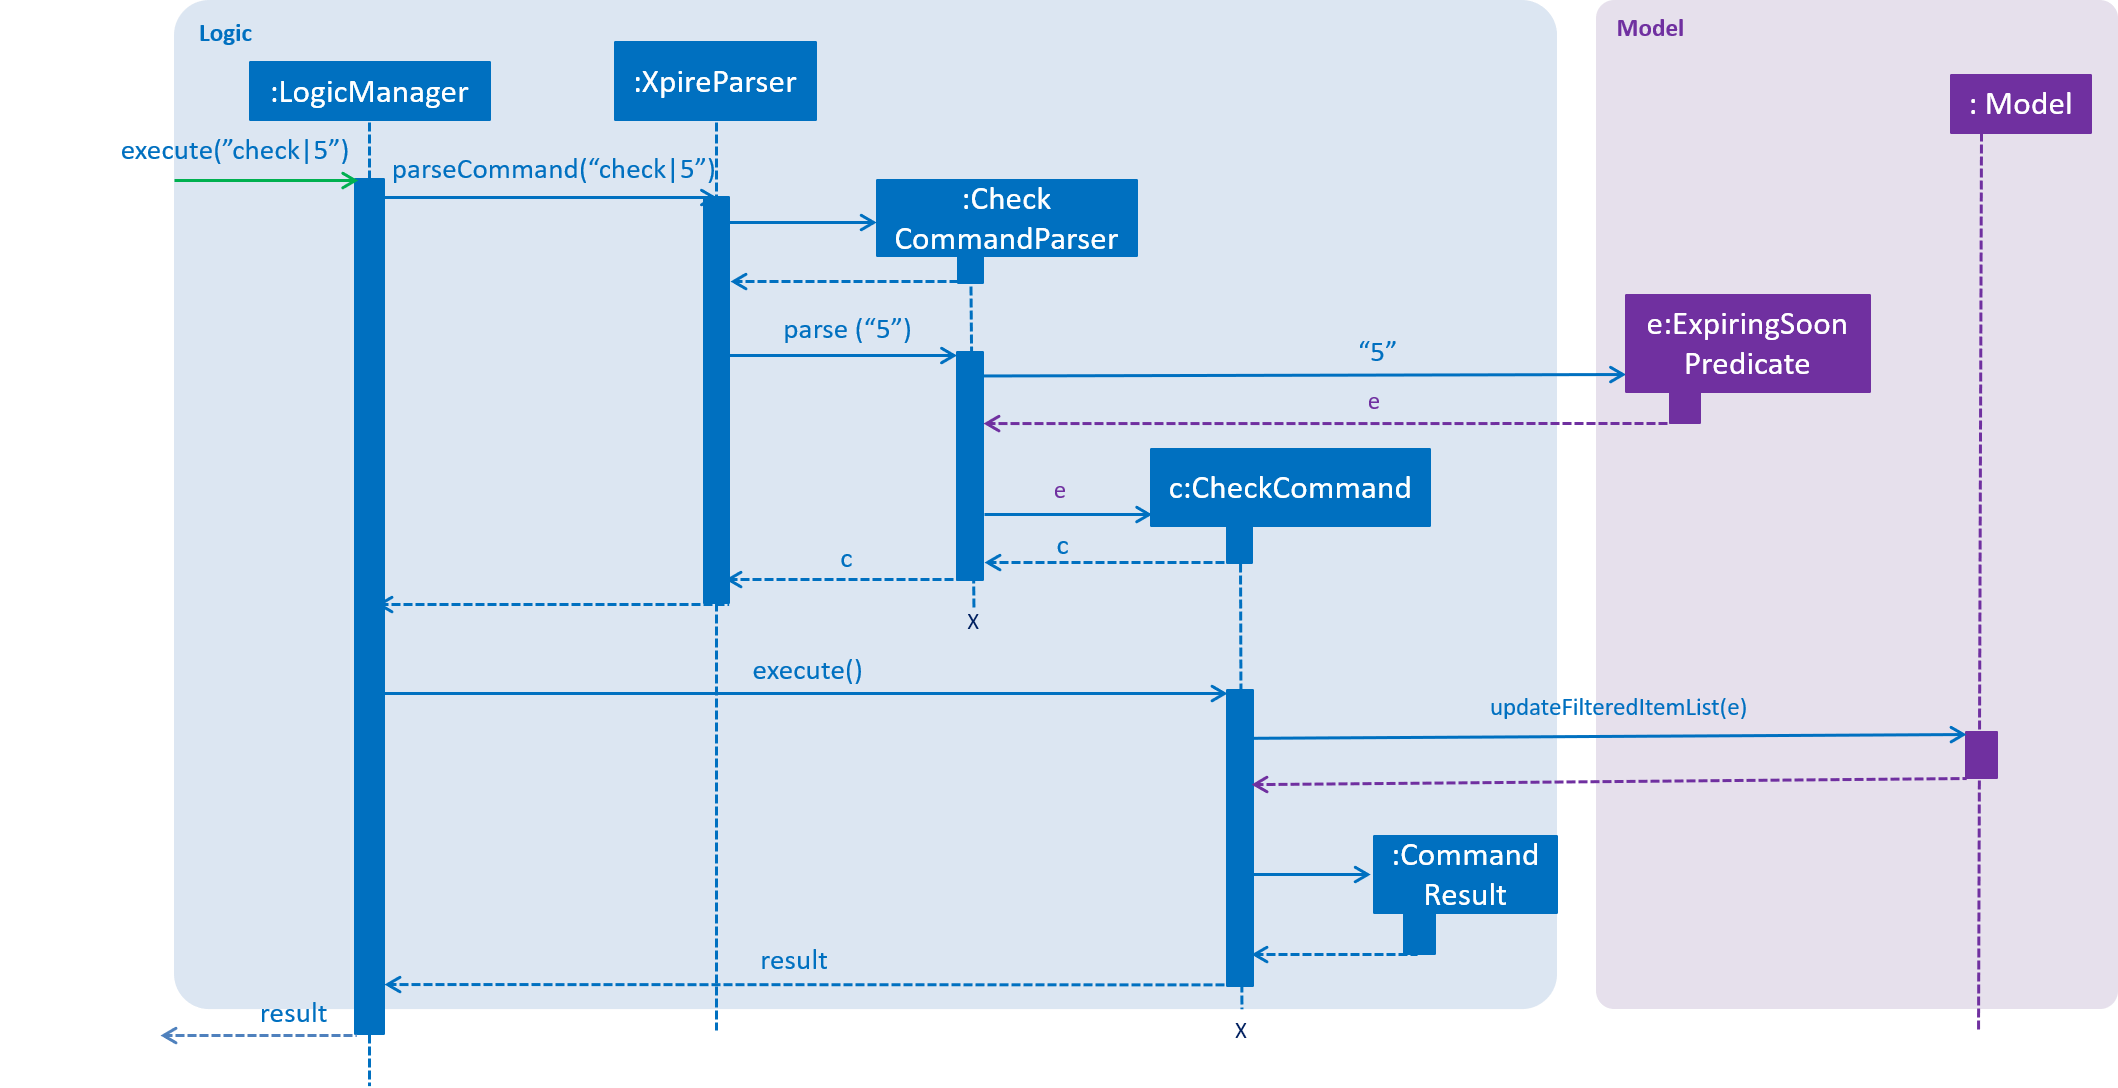 Logic
Model
:LogicManager
:XpireParser
: Model
execute(”check|5”)
parseCommand(“check|5”)
:Check
CommandParser
parse (“5”)
“5”
e:ExpiringSoon
Predicate
e
c:CheckCommand
e
c
c
X
execute()
updateFilteredItemList(e)
:Command
Result
result
result
X